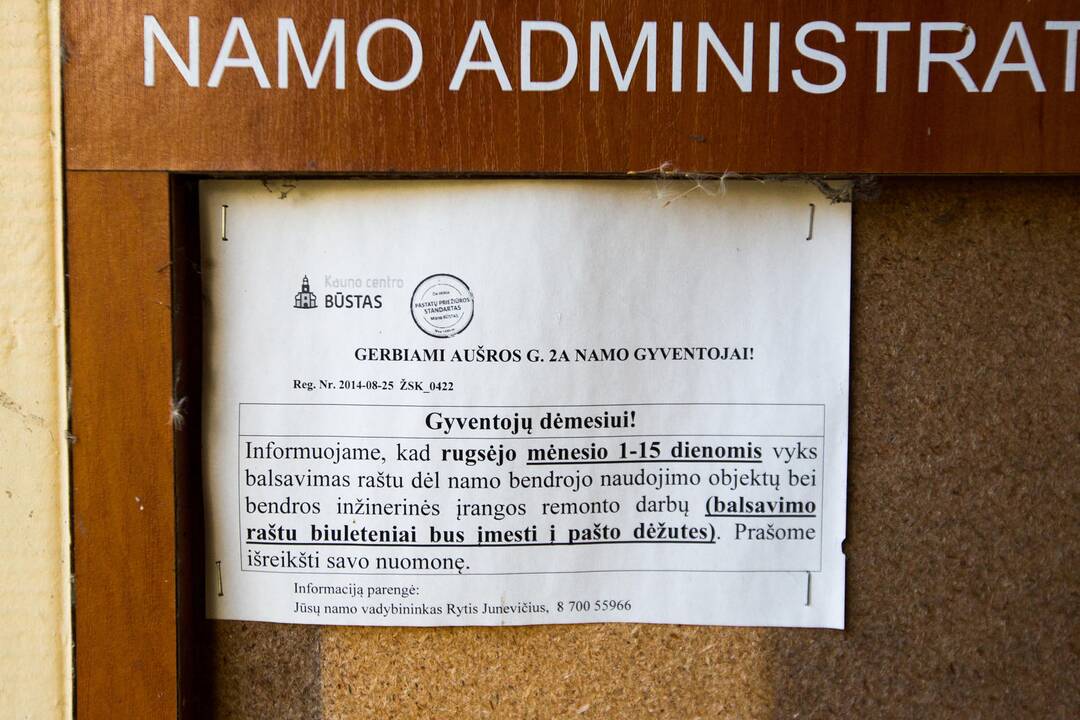 NAMO ADMINISTRAT
Kauno centro
BŪSTAS
PASTATŲ PRIEŽIŪROS
STANDARTAS
GERBIAMI AUŠROS G. 2A NAMO GYVENTOJAI!
Reg. Nr. 2014-08-25 ŽSK_0422
Gyventojų dėmesiui!
Informuojame, kad rugsėjo mėnesio 1-15 dienomis vyks
balsavimas raštu dėl namo bendrojo naudojimo objektų bei
bendros inžinerinės įrangos remonto darbų (balsavimo
raštu biuleteniai bus įmesti į pašto dėžutes). Prašome
išreikšti savo nuomonę.
Informaciją parengė:
Jūsų namo vadybininkas Rytis Junevičius, 8 700 55966